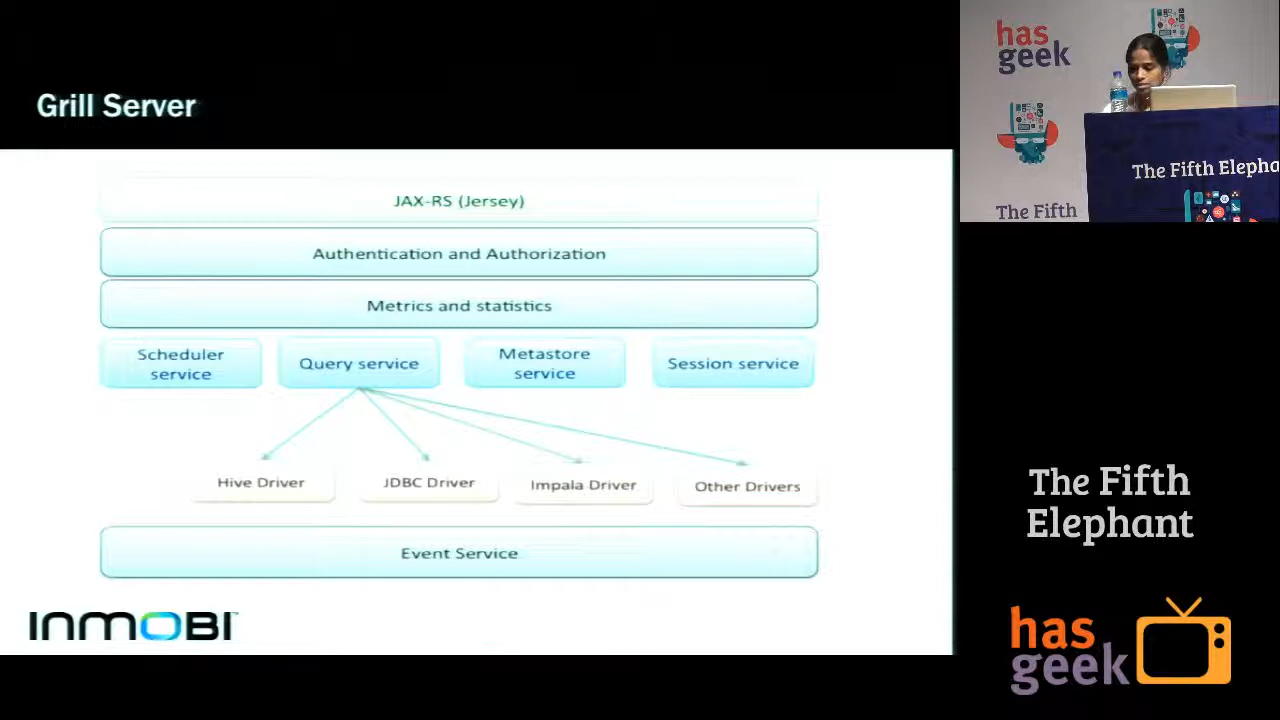 Grill Server
JAX-RS (Jersey)
Authentication and Authorization
Metrics and statistics
Scheduler
service
Query service
Metastore
service
Session service
Hive Driver
JDBC Driver
Impala Driver
Other Drivers
Event Service
INMOBI
has
geek
The Fifth Elepha
The Fifth
The Fifth
Elephant
has
geek